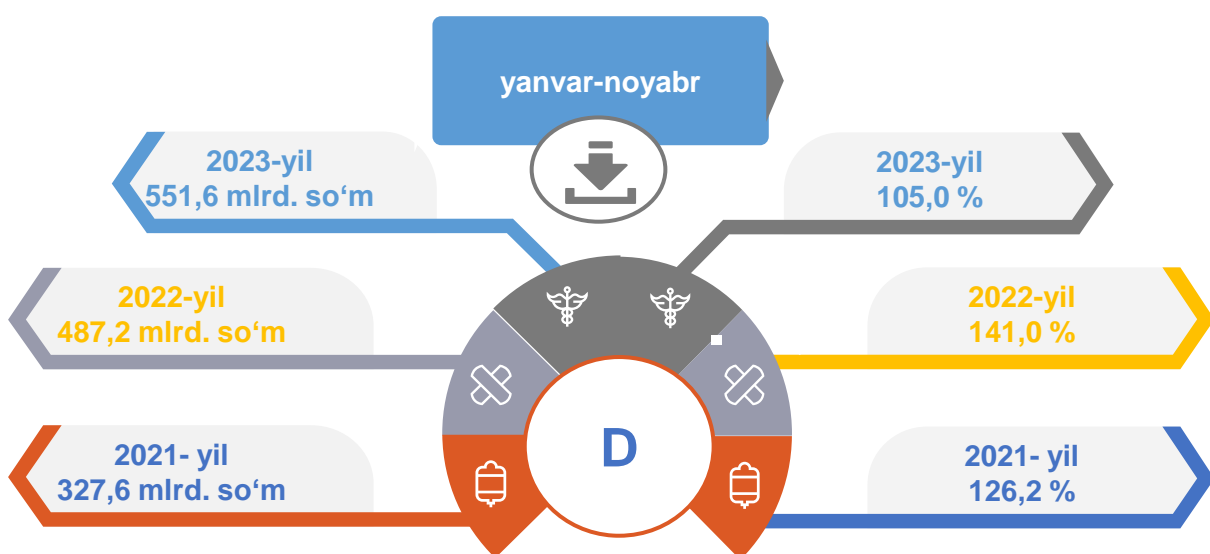 yanvar-noyabr
2023-yil
551,6 mlrd. so‘m
2023-yil
105,0 %
2022-yil
487,2 mlrd. so‘m
2022-yil
141,0 %
2021- yil
327,6 mlrd. so‘m
D
2021- yil
126,2 %